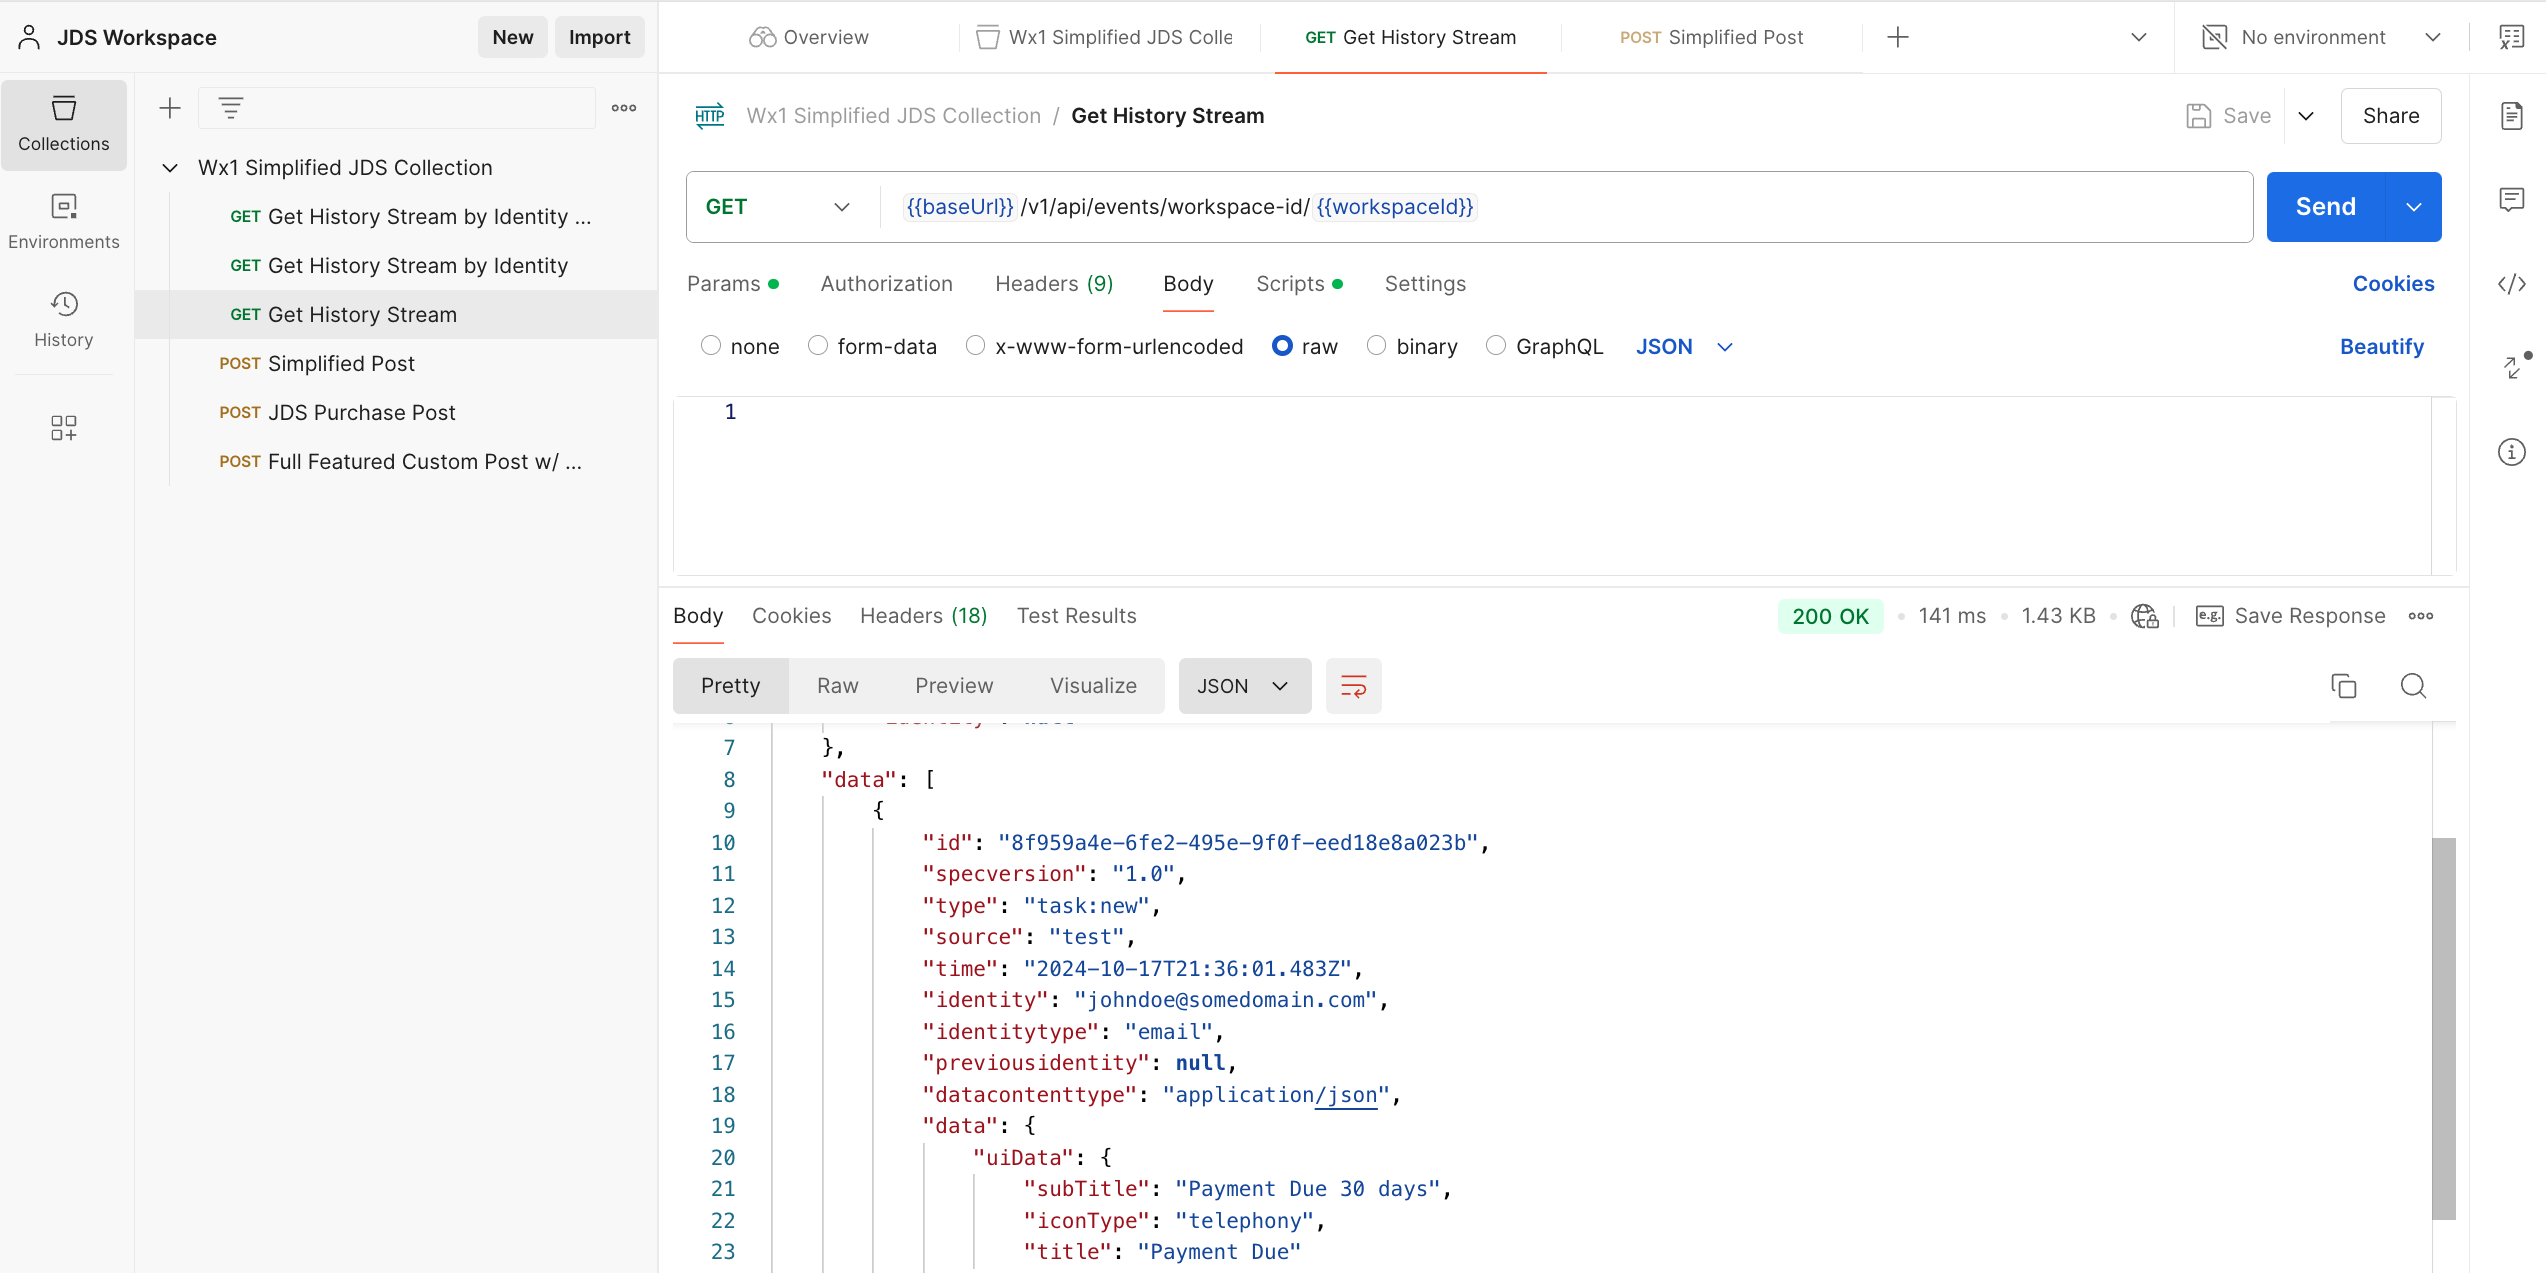 JDS Workspace
New
Import
Overview
Wx1 Simplified JDS Colle
GET Get History Stream
POST Simplified Post
No environment
Collections
Environments
History
Wx1 Simplified JDS Collection
GET Get History Stream by Identity ...
GET Get History Stream by Identity
GET Get History Stream
POST Simplified Post
POST JDS Purchase Post
POST Full Featured Custom Post w/ ...
HTTP Wx1 Simplified JDS Collection / Get History Stream
Save
Share
GET {{baseUrl}}/v1/api/events/workspace-id/{{workspaceId}}
Send
Params Authorization Headers (9) Body Scripts Settings
Cookies
none form-data x-www-form-urlencoded raw binary GraphQL JSON
Beautify
1
Body Cookies Headers (18) Test Results
200 OK • 141 ms • 1.43 KB
e.g. Save Response
Pretty Raw Preview Visualize JSON
7 },
8 "data": [
9 {
10 "id": "8f959a4e-6fe2-495e-9f0f-eed18e8a023b",
11 "specversion": "1.0",
12 "type": "task:new",
13 "source": "test",
14 "time": "2024-10-17T21:36:01.483Z",
15 "identity": "johndoe@somedomain.com",
16 "identitytype": "email",
17 "previousidentity": null,
18 "datacontenttype": "application/json",
19 "data": {
20 "uiData": {
21 "subTitle": "Payment Due 30 days",
22 "iconType": "telephony",
23 "title": "Payment Due"